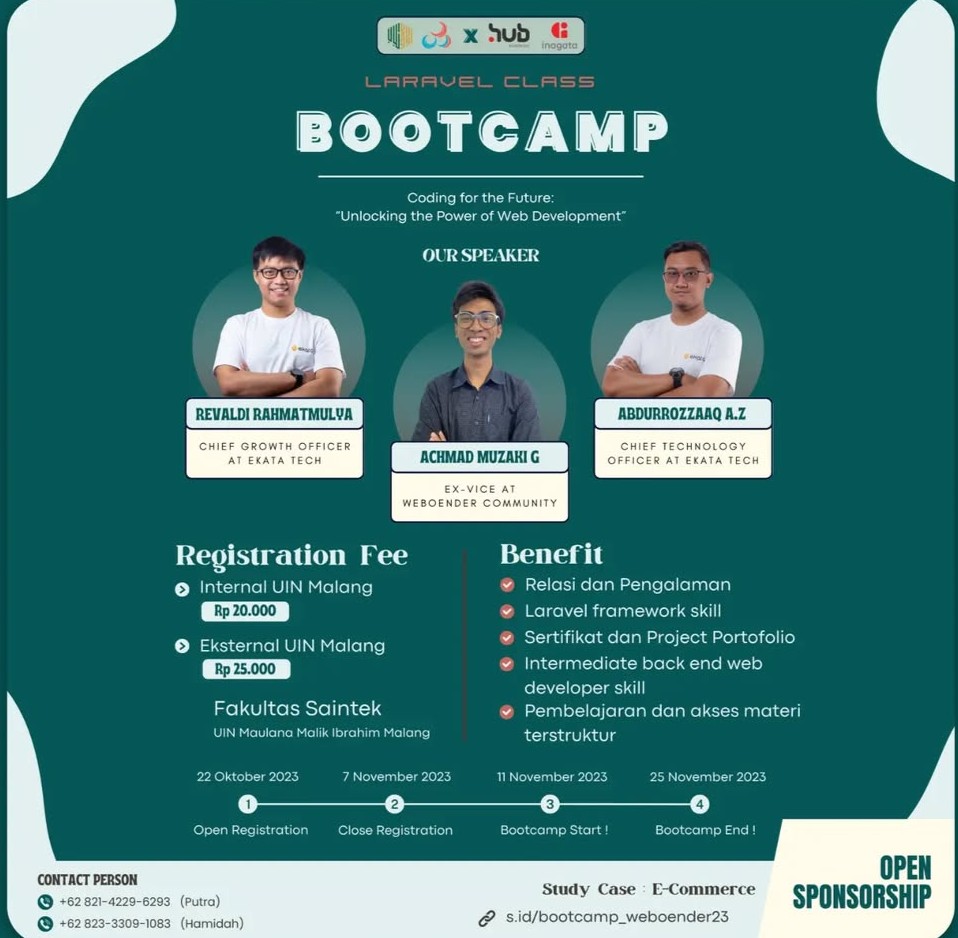 x hub inagata
LARAVEL CLASS
BOOTCAMP
Coding for the Future:
"Unlocking the Power of Web Development"
OUR SPEAKER
REVALDI RAHMATMULYA
CHIEF GROWTH OFFICER
AT EKATA TECH
ACHMAD MUZAKI G
EX-VICE AT
WEBOENDER COMMUNITY
ABDURROZZAAQ A.Z
CHIEF TECHNOLOGY
OFFICER AT EKATA TECH
Registration Fee
Internal UIN Malang
Rp 20.000
Eksternal UIN Malang
Rp 25.000
Fakultas Saintek
UIN Maulana Malik Ibrahim Malang
Benefit
Relasi dan Pengalaman
Laravel framework skill
Sertifikat dan Project Portofolio
Intermediate back end web
developer skill
Pembelajaran dan akses materi
terstruktur
22 Oktober 2023
1
Open Registration
7 November 2023
2
Close Registration
11 November 2023
3
Bootcamp Start !
25 November 2023
4
Bootcamp End !
CONTACT PERSON
+62 821-4229-6293 (Putra)
+62 823-3309-1083 (Hamidah)
Study Case : E-Commerce
s.id/bootcamp_weboender23
OPEN
SPONSORSHIP